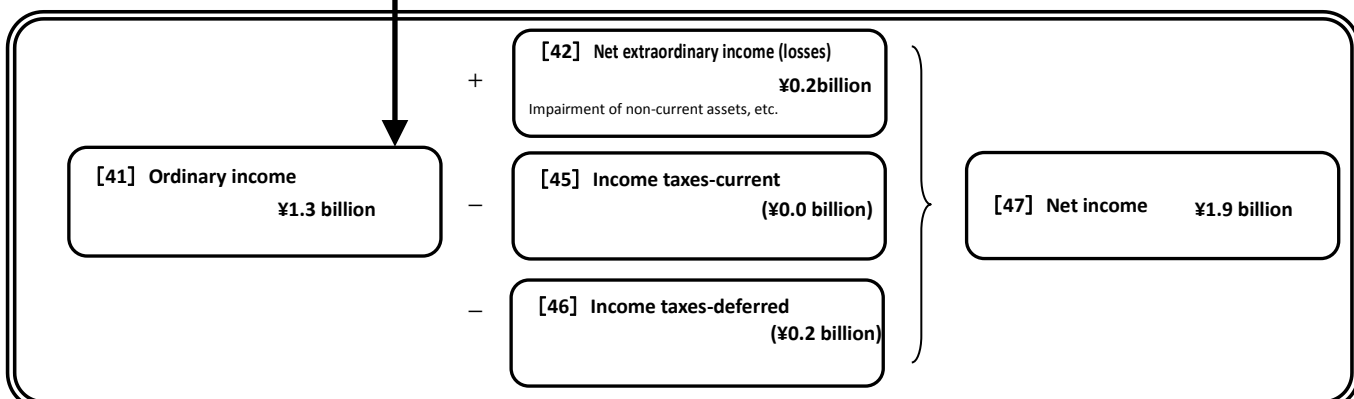 +
[42] Net extraordinary income (losses)
¥0.2billion
Impairment of non-current assets, etc.
[41] Ordinary income
¥1.3 billion
−
[45] Income taxes-current
(¥0.0 billion)
[47] Net income ¥1.9 billion
−
[46] Income taxes-deferred
(¥0.2 billion)